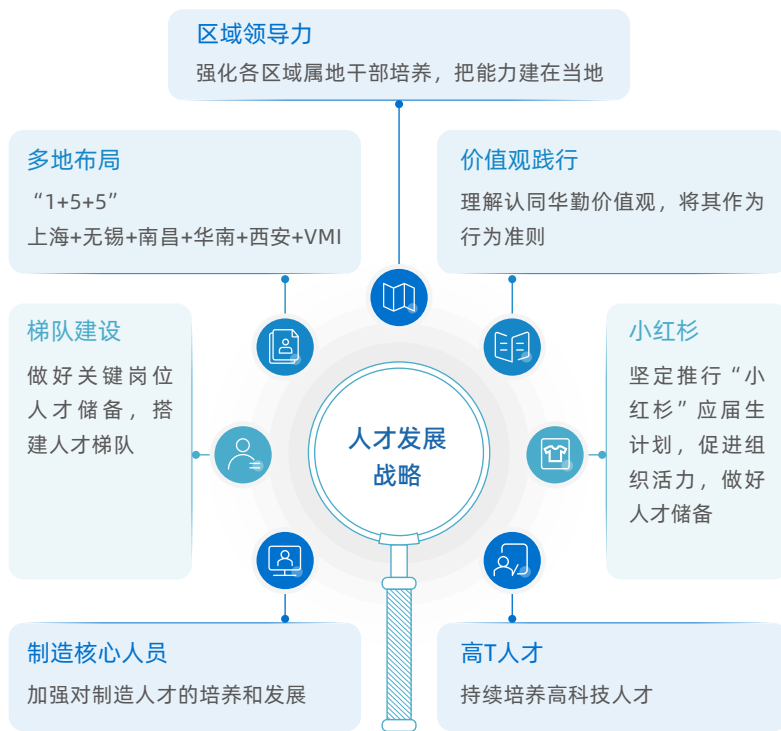 区域领导力
强化各区域属地干部培养，把能力建在当地
多地布局
“1+5+5”
上海+无锡+南昌+华南+西安+VMI
价值观践行
理解认同华勤价值观，将其作为
行为准则
梯队建设
做好关键岗位
人才储备，搭
建人才梯队
人才发展
战略
小红杉
坚定推行“小
红杉”应届生
计划，促进组
织活力，做好
人才储备
制造核心人员
加强对制造人才的培养和发展
高T人才
持续培养高科技人才